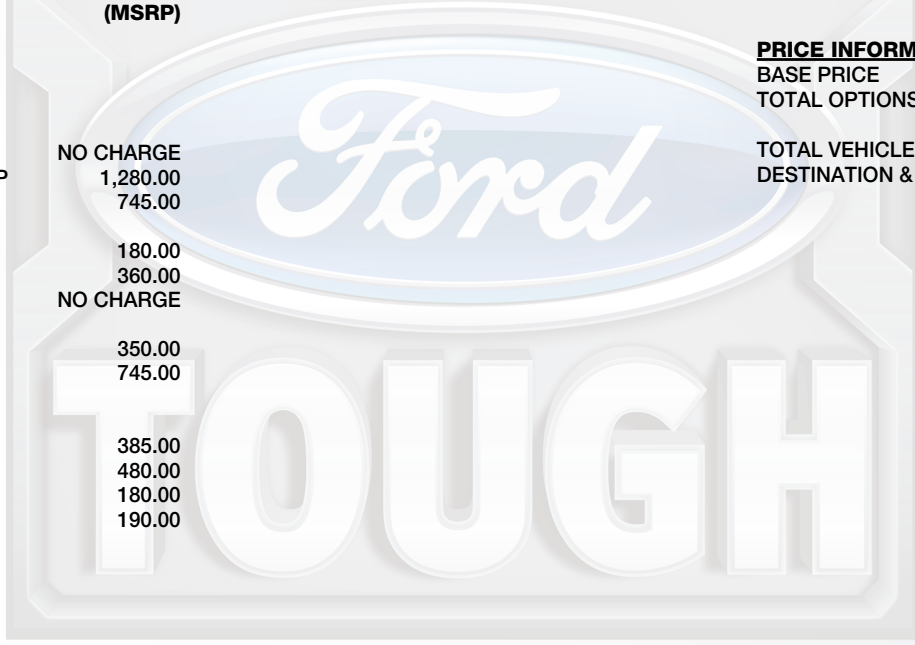 (MSRP)
PRICE INFORM
BASE PRICE
TOTAL OPTIONS
NO CHARGE
TOTAL VEHICLE
P 1,280.00
DESTINATION &
745.00
180.00
360.00
NO CHARGE
350.00
745.00
385.00
480.00
180.00
190.00
Ford
TOUGH